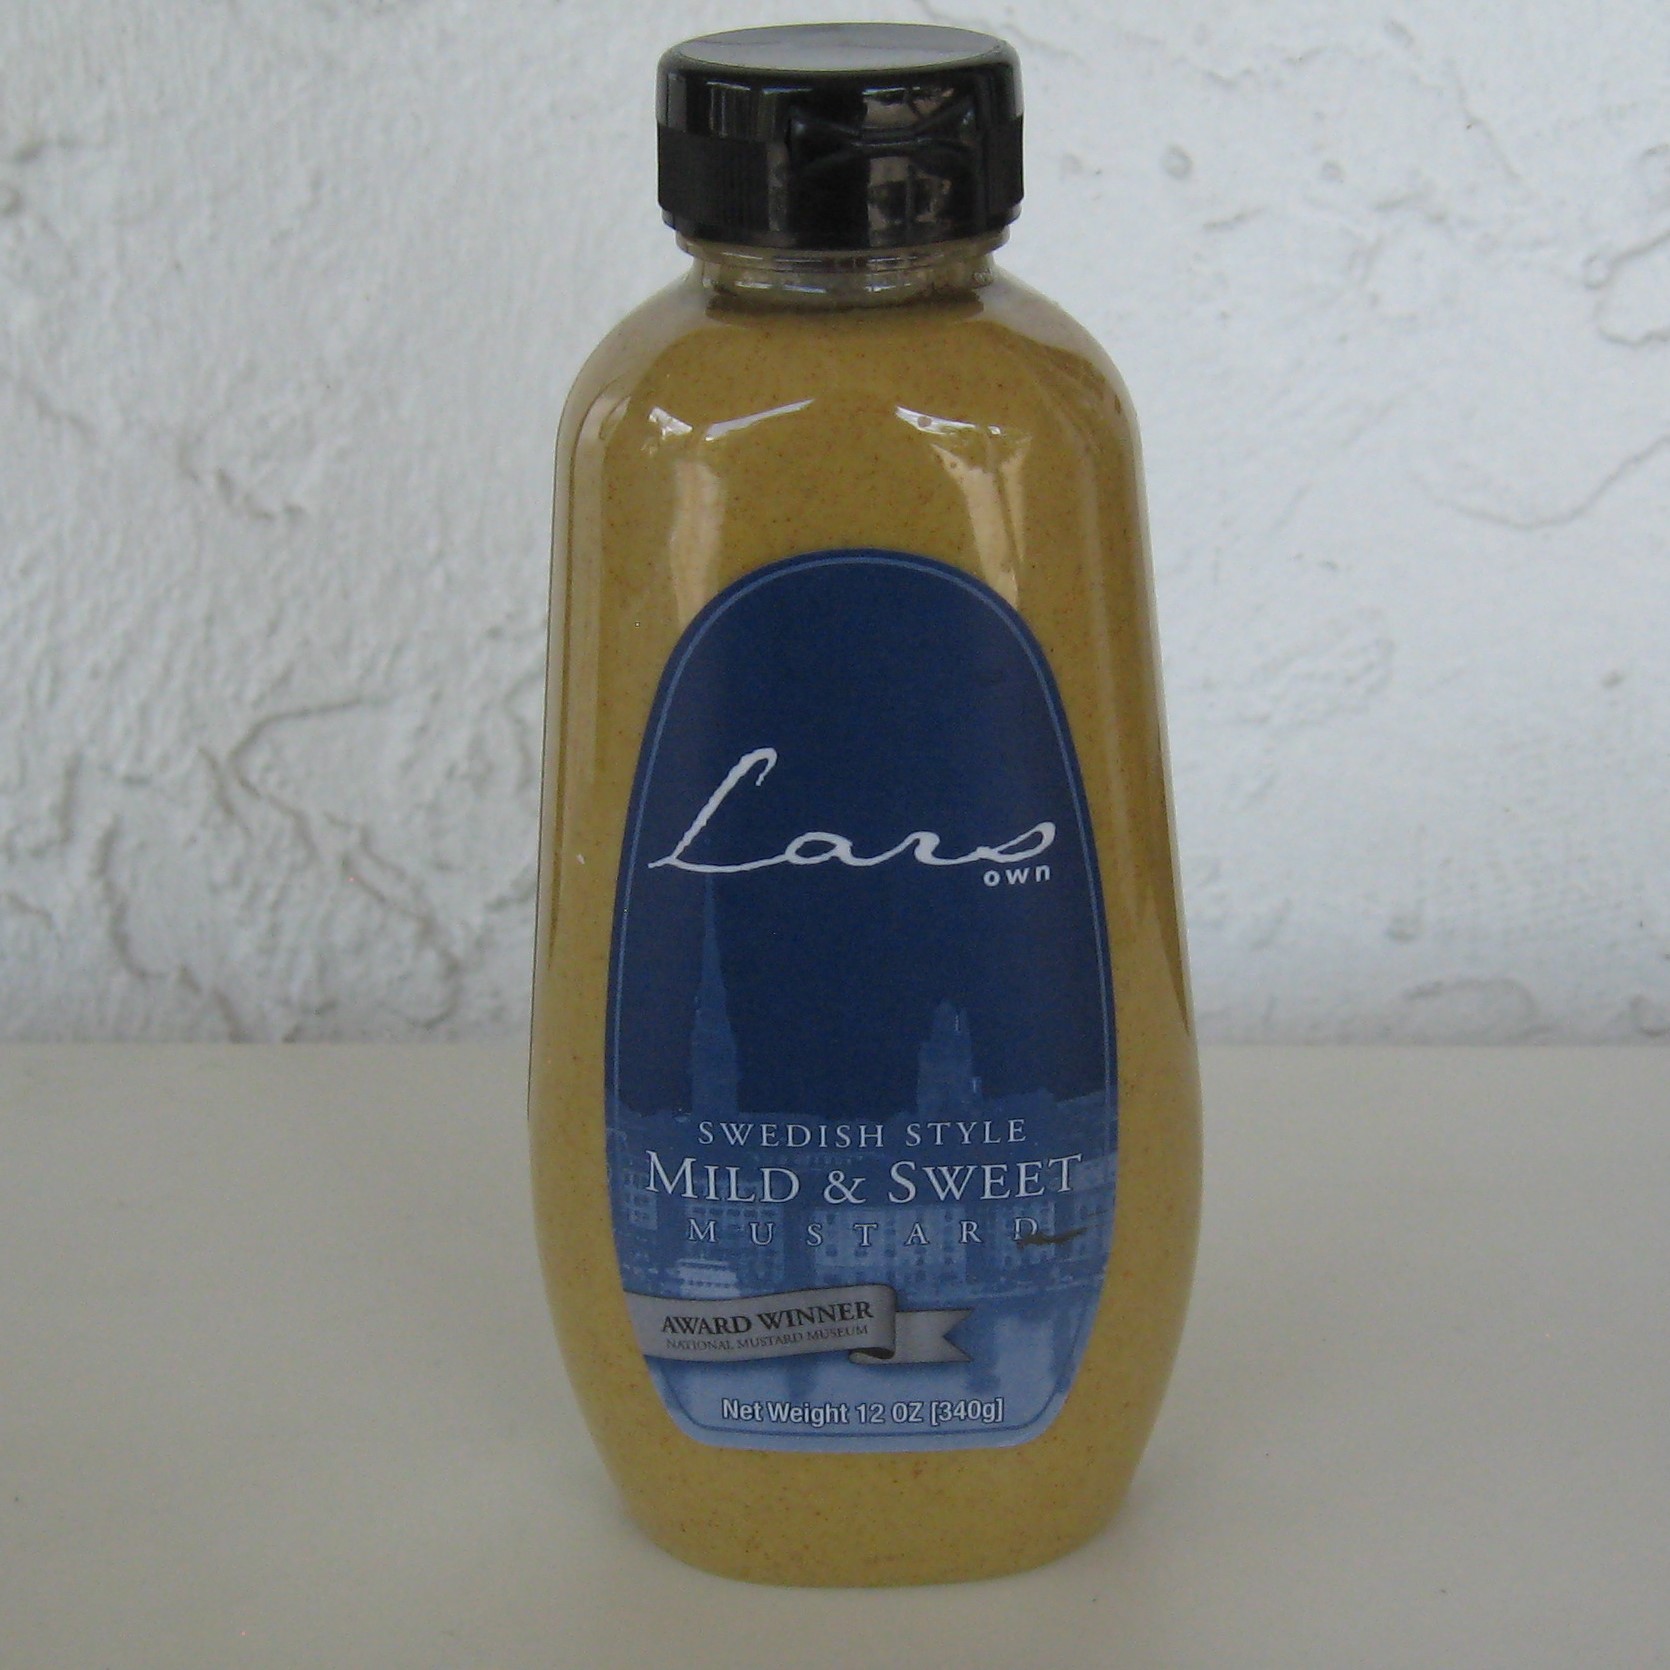 Lars
own
SWEDISH STYLE
MILD & SWEET
MUSTARD
AWARD WINNER
NATIONAL MUSTARD MUSEUM
Net Weight 12 OZ [340g]